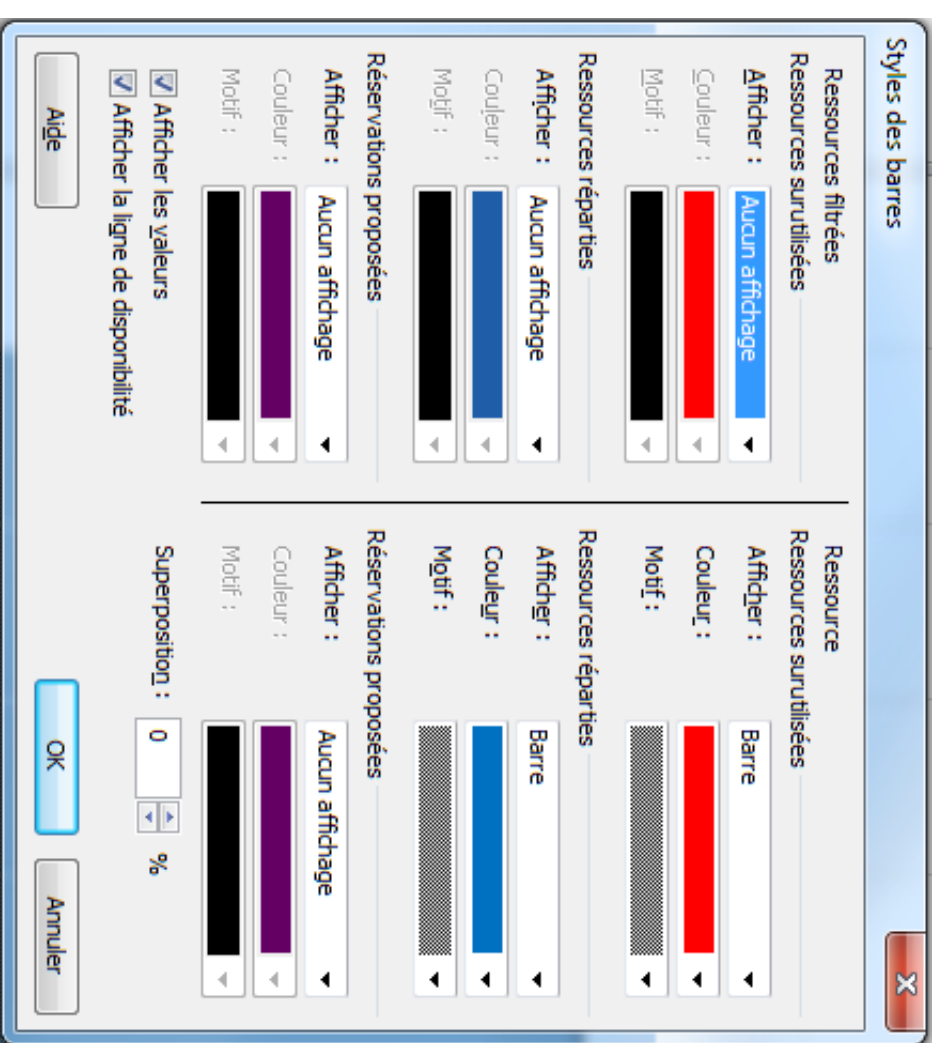 Styles des barres
Ressources filtrées
Ressources surutilisées
Afficher : Aucun affichage
Couleur :
Motif :
Ressources réparties
Afficher : Aucun affichage
Couleur :
Motif :
Réservations proposées
Afficher : Aucun affichage
Couleur :
Motif :
Ressource
Ressources surutilisées
Afficher : Barre
Couleur :
Motif :
Ressources réparties
Afficher : Barre
Couleur :
Motif :
Réservations proposées
Afficher : Aucun affichage
Couleur :
Motif :
Afficher les valeurs
Afficher la ligne de disponibilité
Superposition : 0 %
Aide OK Annuler